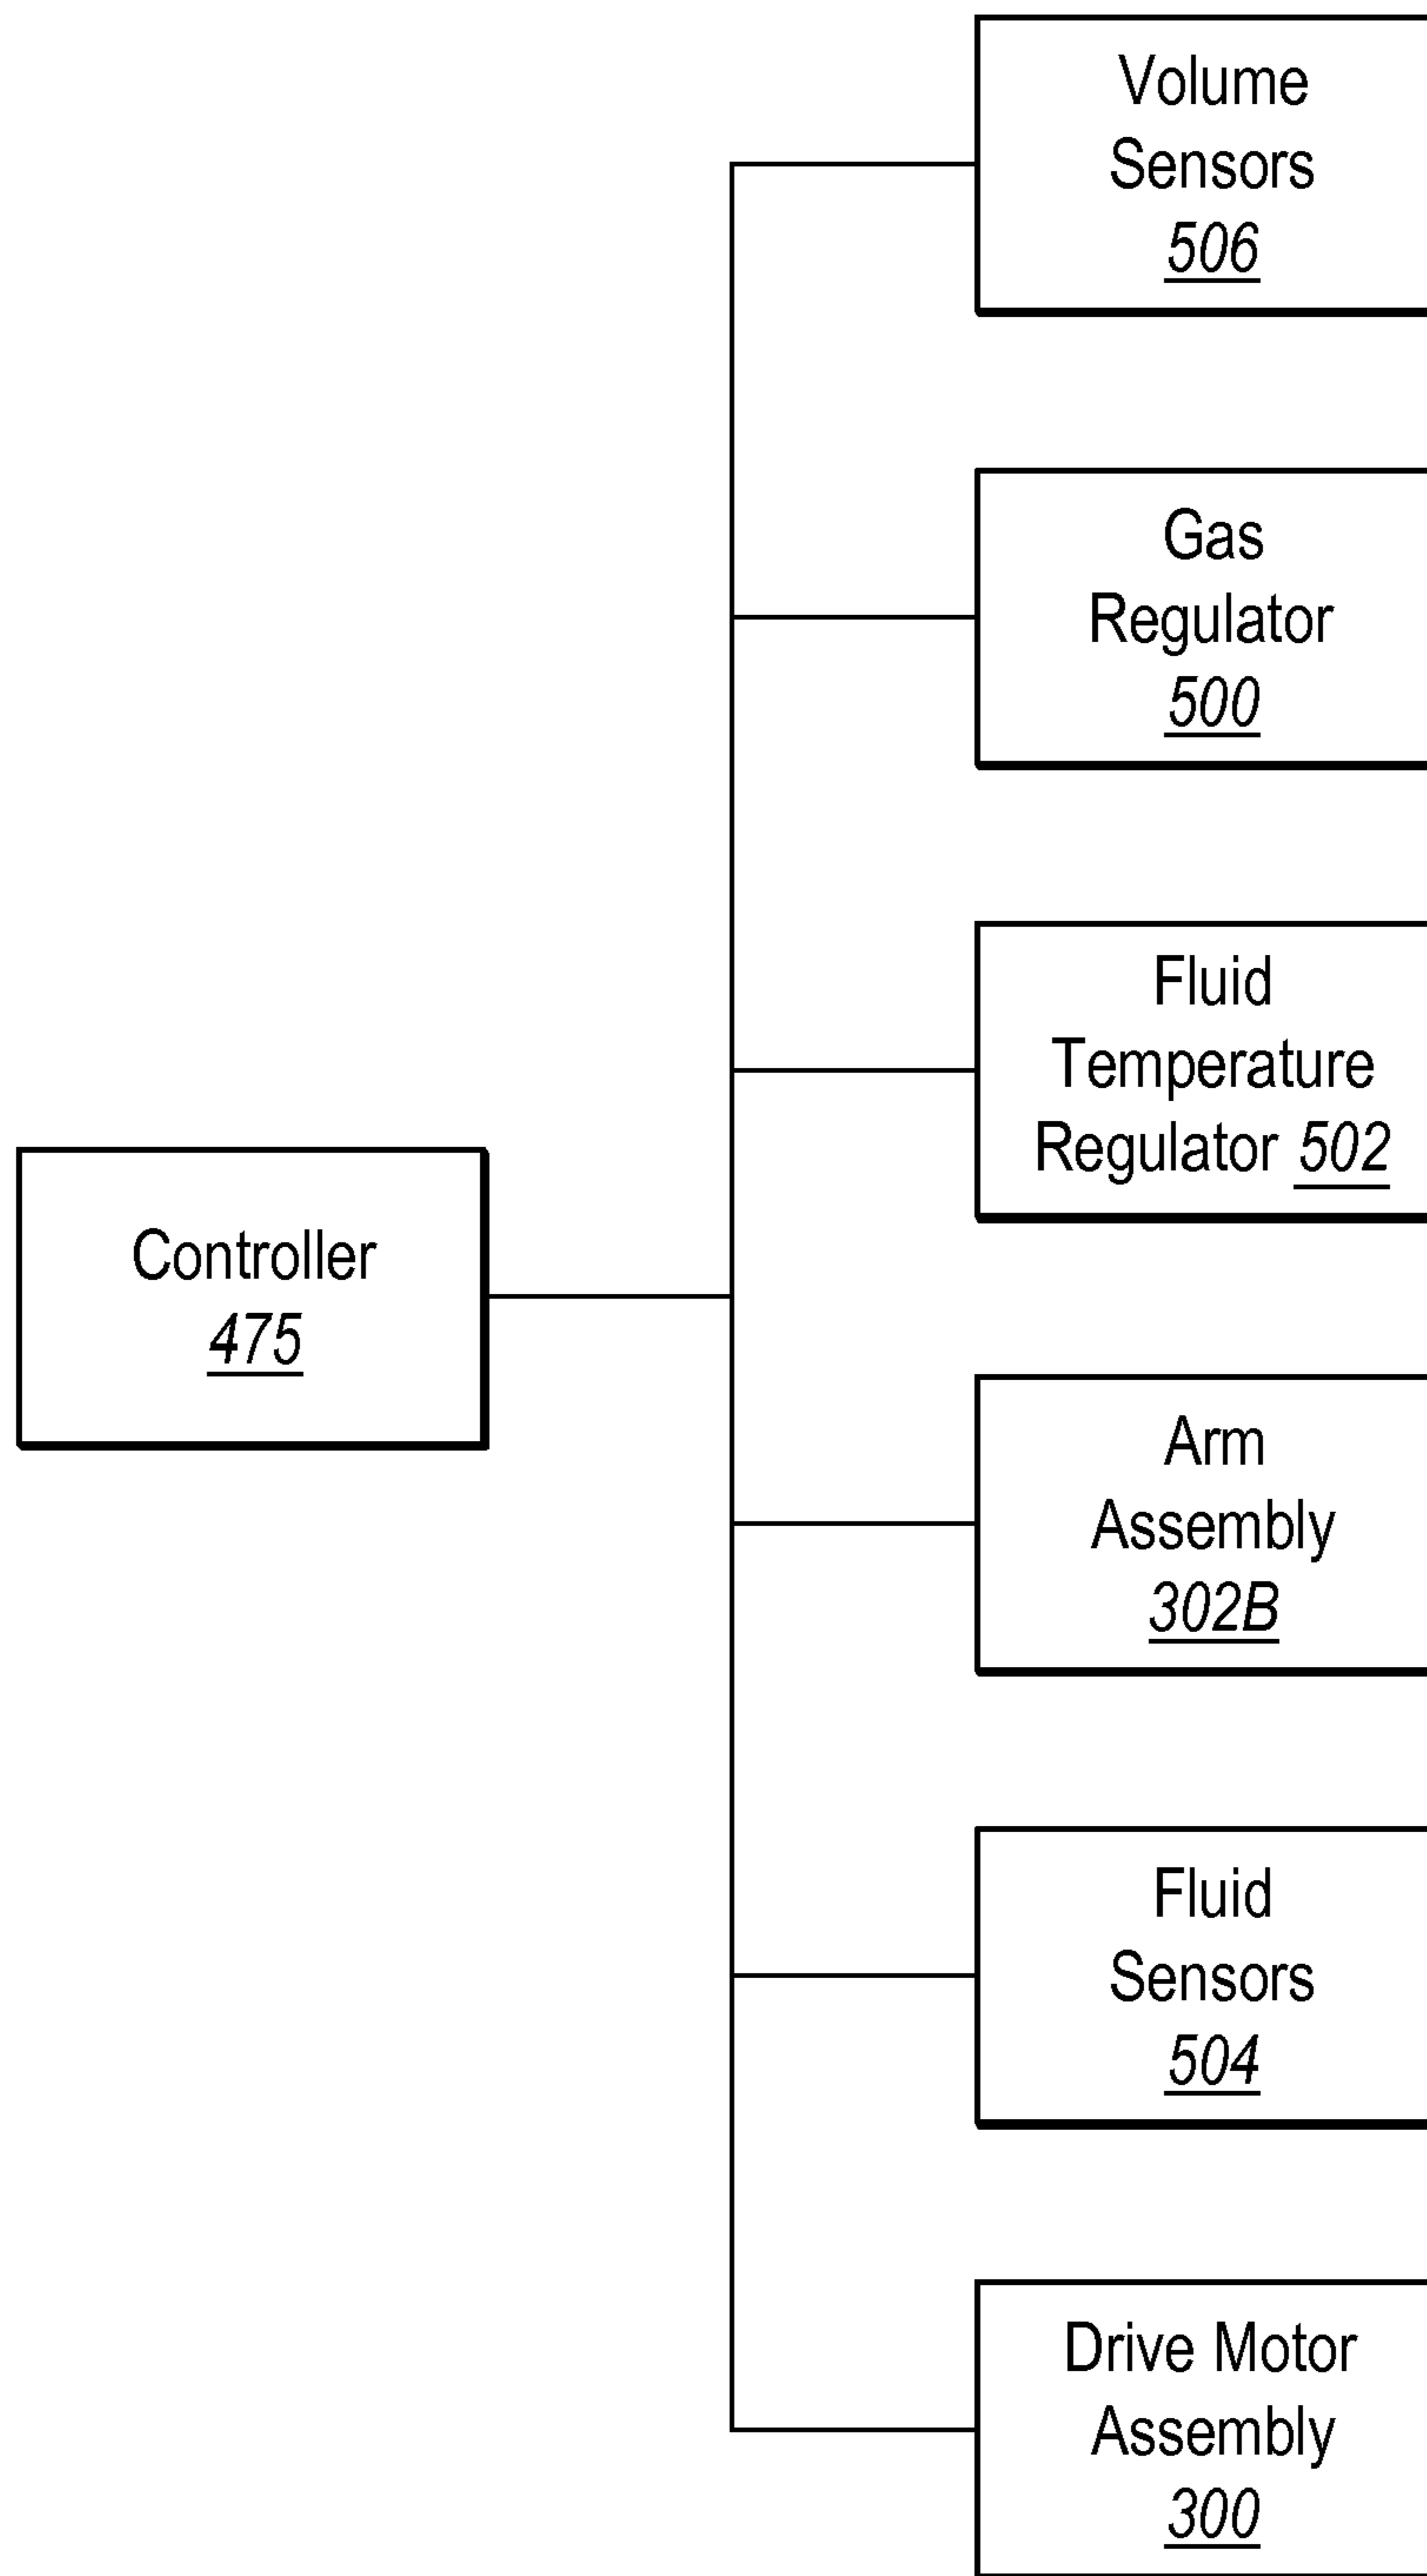 Volume
Sensors
506
Gas
Regulator
500
Fluid
Temperature
Regulator 502
Controller
475
Arm
Assembly
302B
Fluid
Sensors
504
Drive Motor
Assembly
300